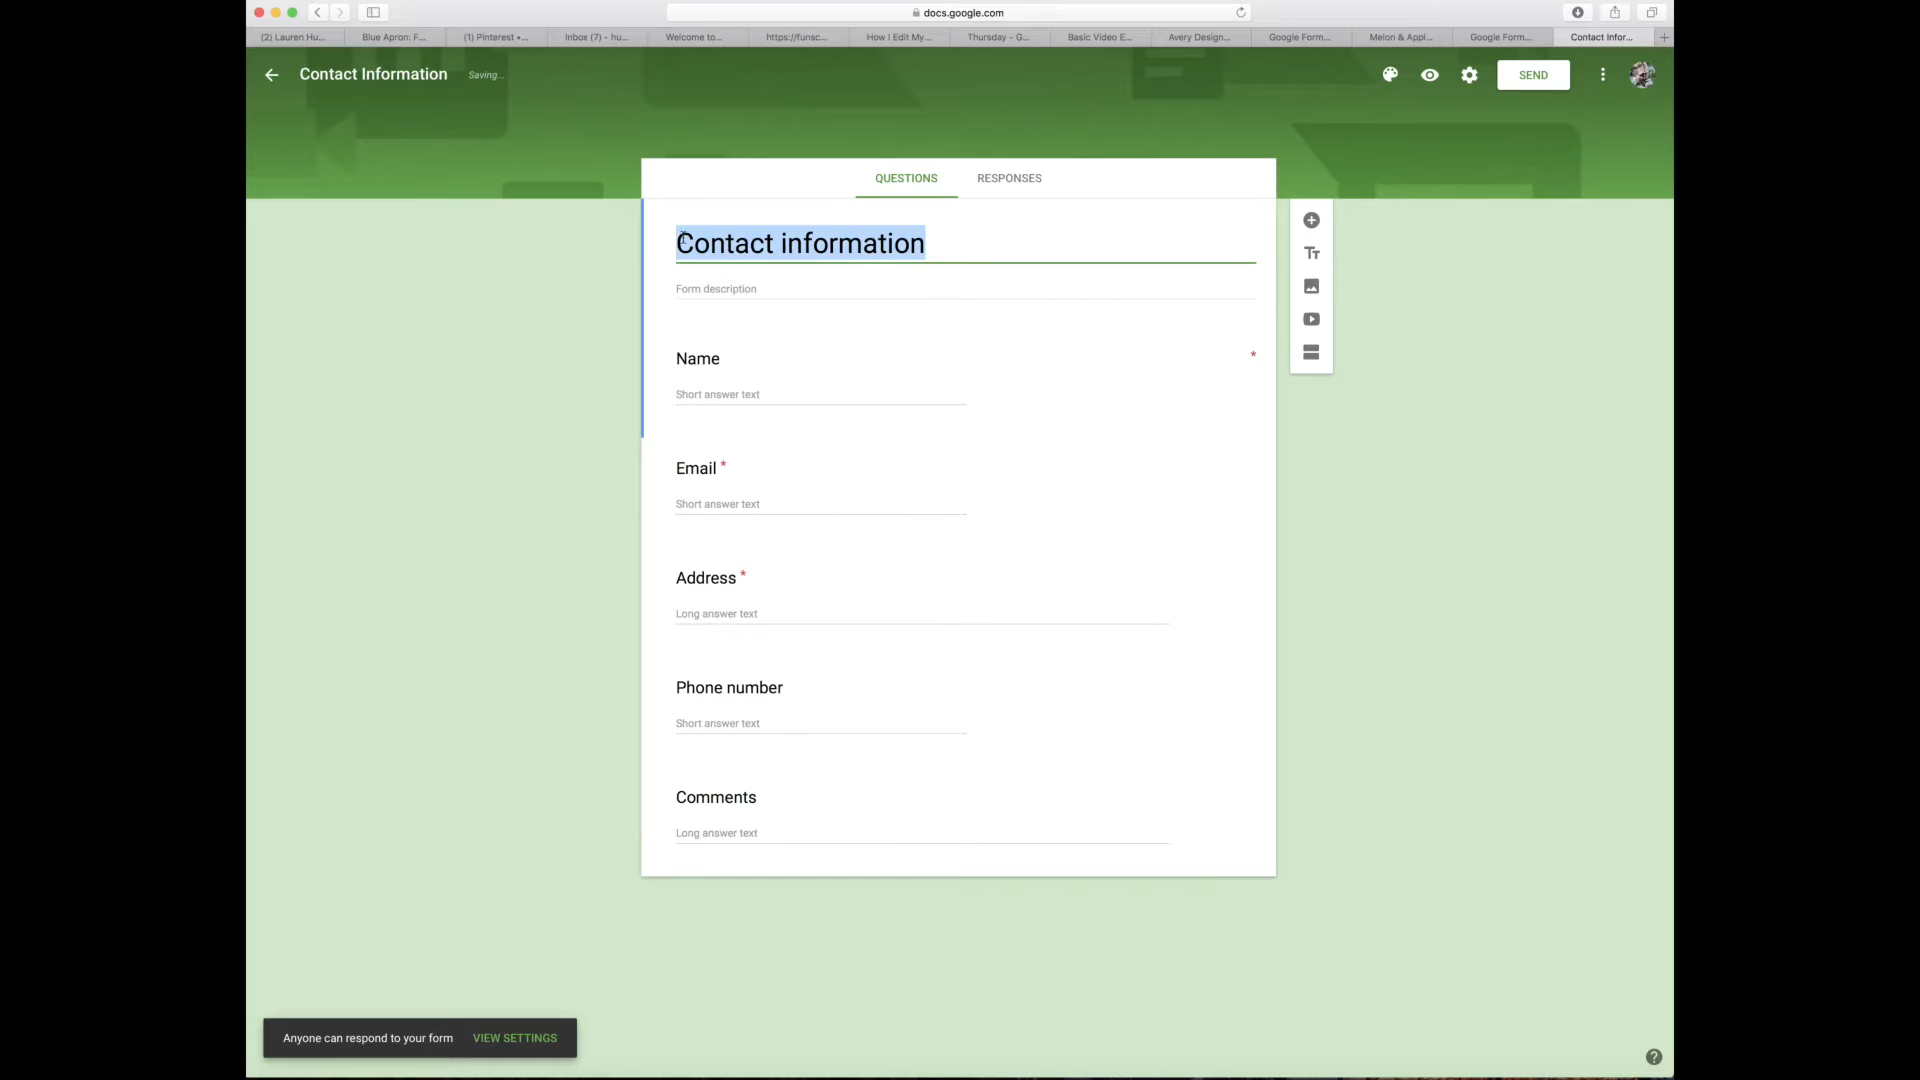 docs.google.com
(2) Lauren Hu...
Blue Apron: F...
(1) Pinterest •...
Inbox (7) - hu...
Welcome to...
https://funsc...
How I Edit My...
Thursday - G...
Basic Video E...
Avery Design...
Google Form...
Melon & Appl...
Google Form...
Contact Infor...
Contact Information
Saving...
SEND
QUESTIONS
RESPONSES
Contact information
Form description
Name *
Short answer text
Email *
Short answer text
Address *
Long answer text
Phone number
Short answer text
Comments
Long answer text
Anyone can respond to your form
VIEW SETTINGS